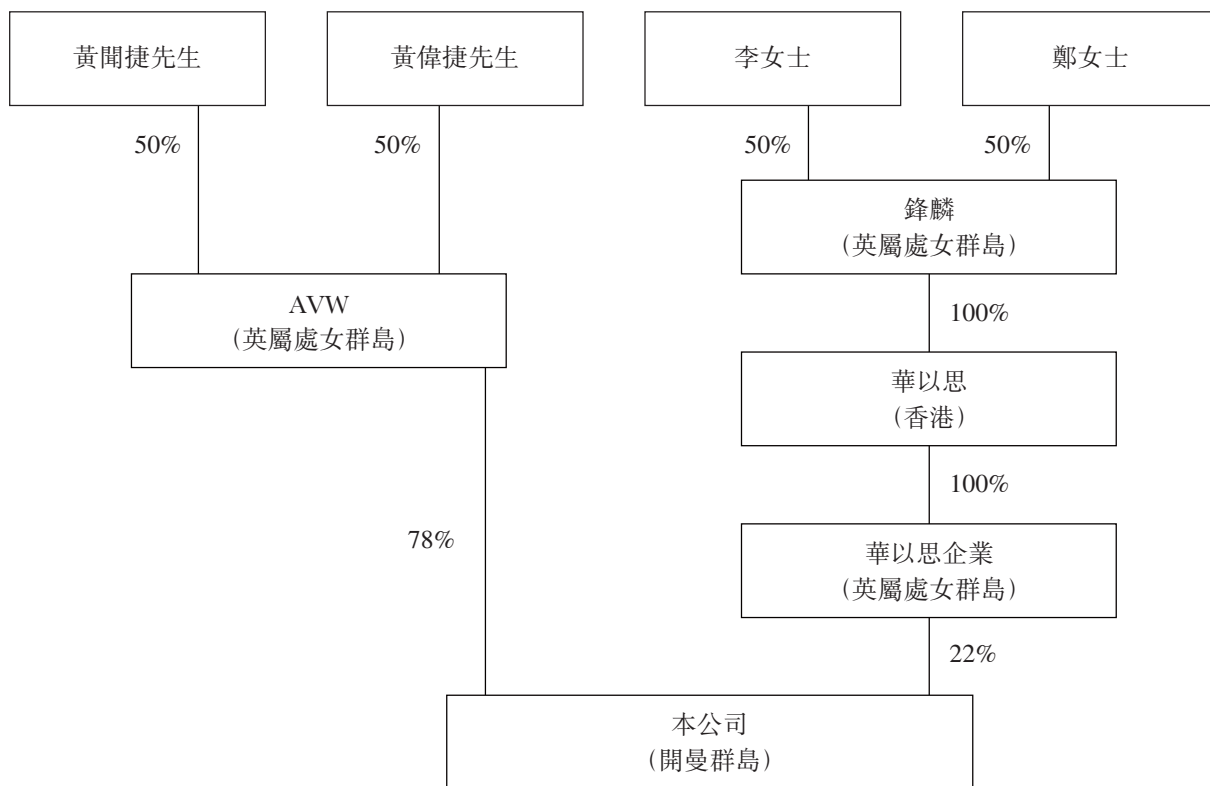 黃聞捷先生
黃偉捷先生
李女士
鄭女士
50%
50%
50%
50%
鋒麟
(英屬處女群島)
AVW
(英屬處女群島)
100%
華以思
(香港)
100%
78%
華以思企業
(英屬處女群島)
22%
本公司
(開曼群島)